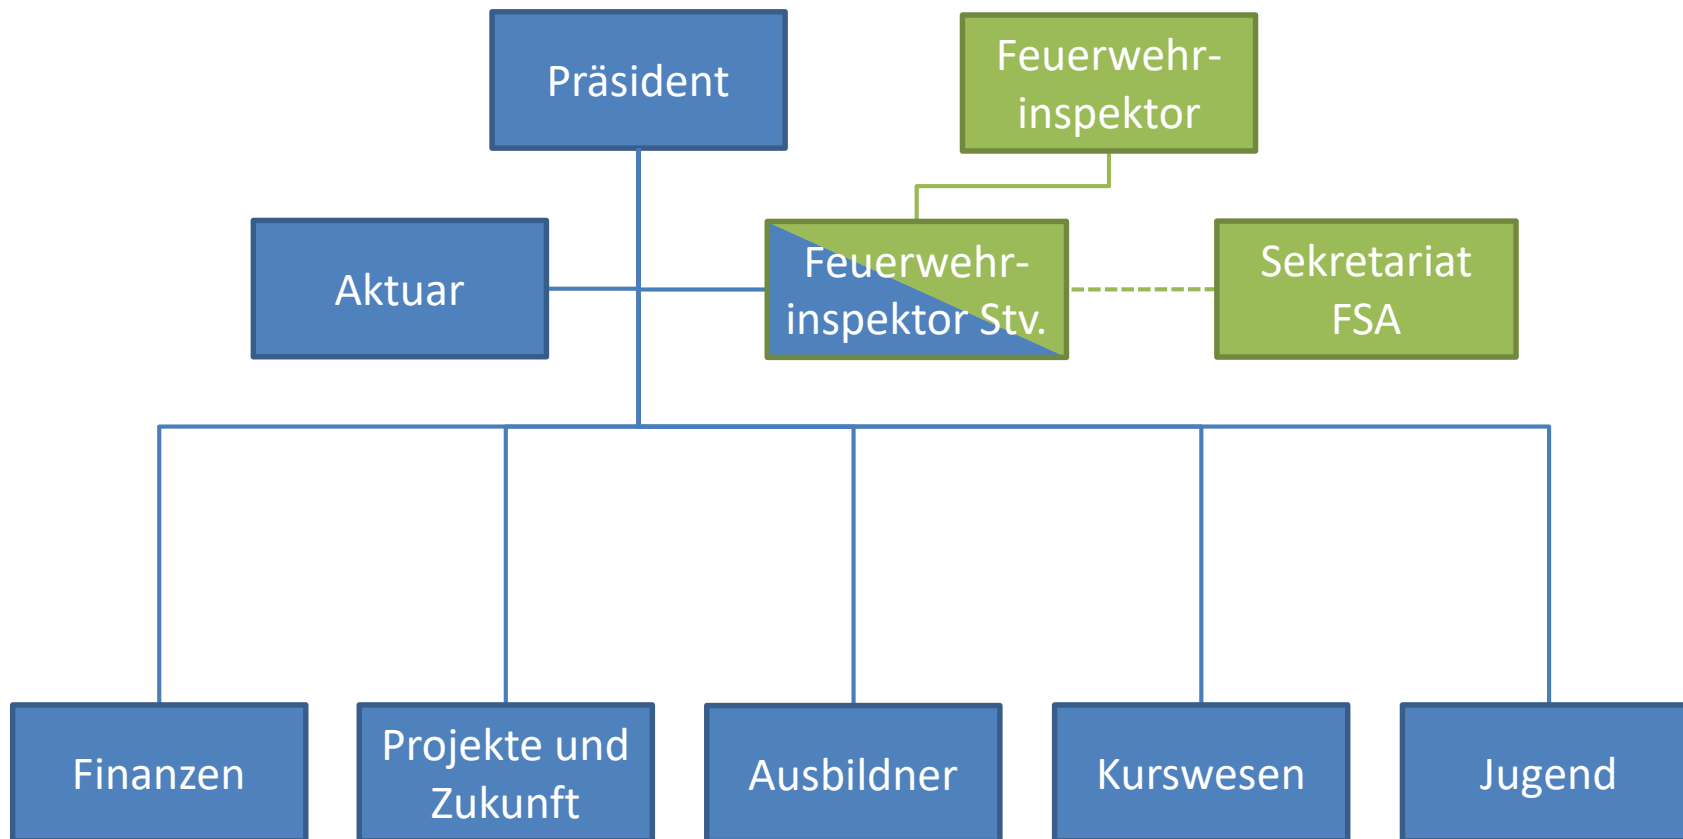 Präsident
Feuerwehr-
inspektor
Aktuar
Feuerwehr-
inspektor Stv.
Sekretariat
FSA
Finanzen
Projekte und
Zukunft
Ausbildner
Kurswesen
Jugend